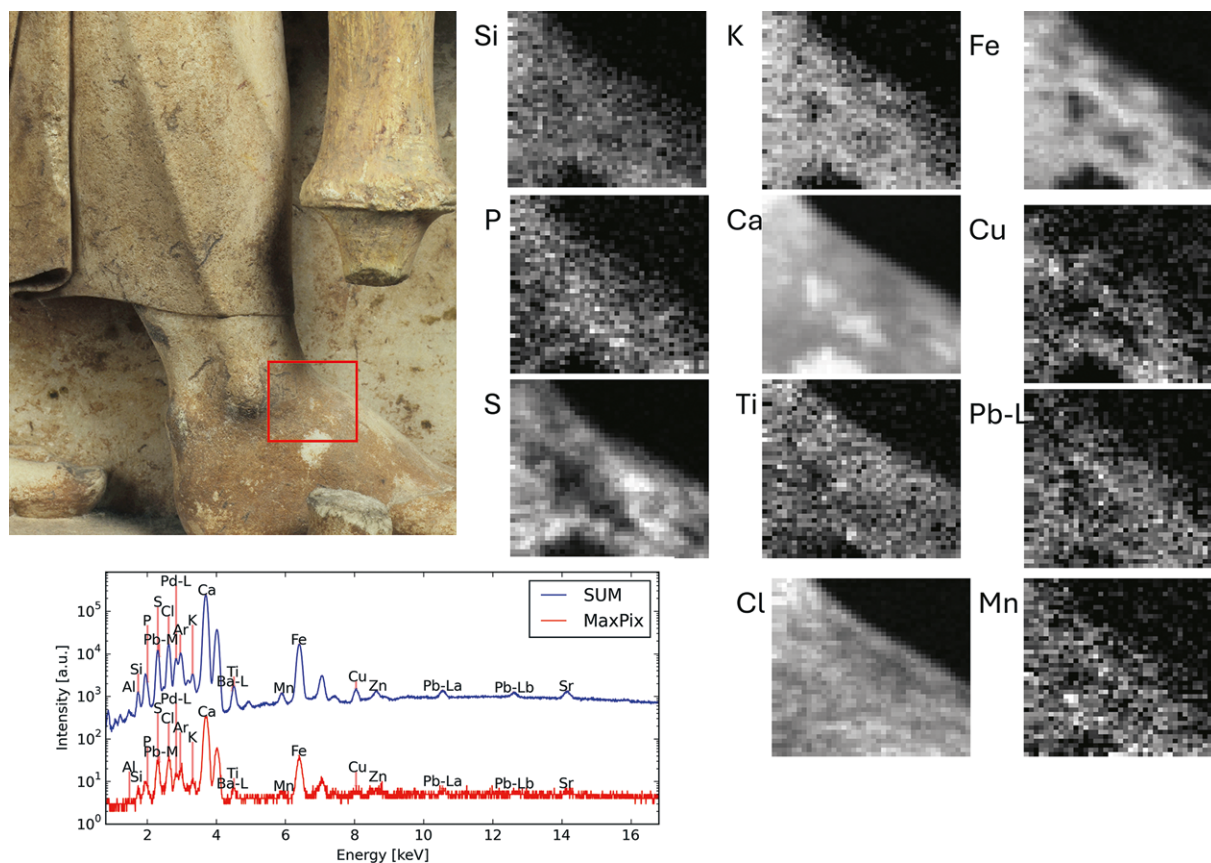 Si
K
Fe
P
Ca
Cu
S
Ti
Pb-L
Cl
Mn
SUM
MaxPix
Intensity [a.u.]
10^5
10^4
10^3
10^2
10^1
10^0
Al
Si
P
Pb-M
S
Cl
Pd-L
Ar
K
Ca
Ti
Ba-L
Mn
Fe
Cu
Zn
Pb-La
Pb-Lb
Sr
Al
Si
P
Pb-M
S
Cl
Pd-L
Ar
K
Ca
Ti
Ba-L
Mn
Fe
Cu
Zn
Pb-La
Pb-Lb
Sr
2 4 6 8 10 12 14 16
Energy [keV]